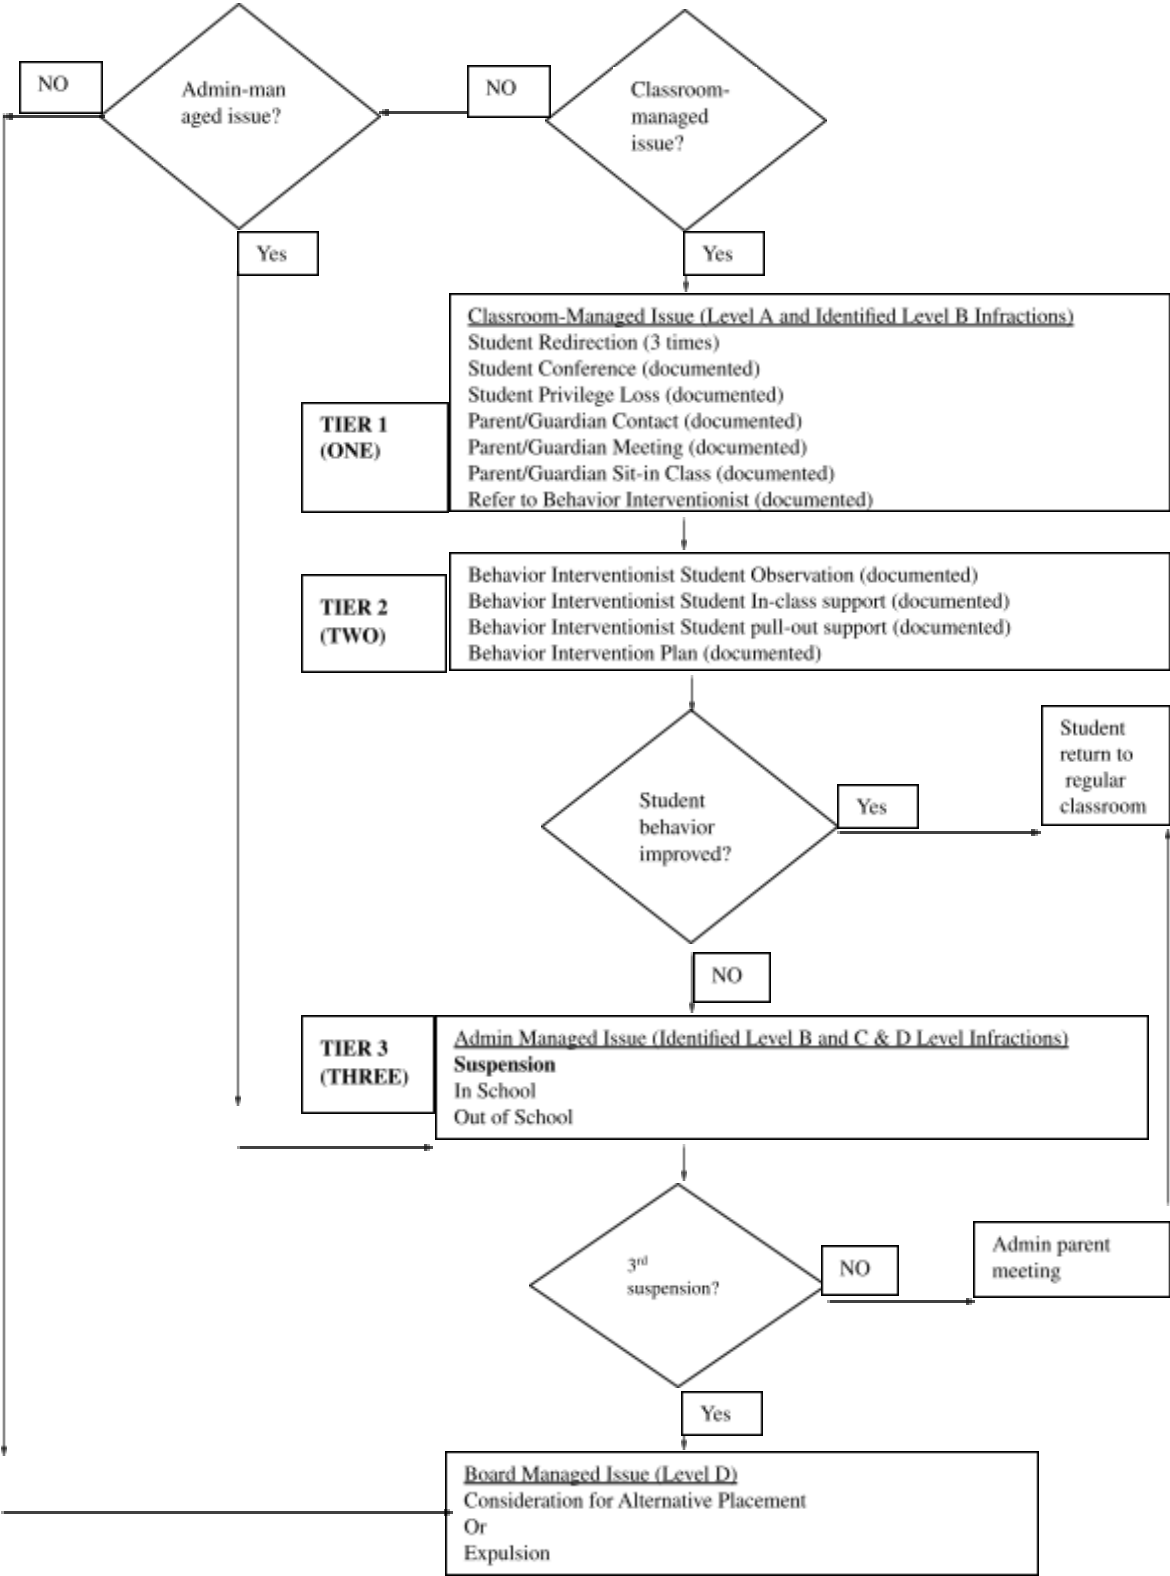 NO
Admin-man
aged issue?
NO
Classroom-
managed
issue?
Yes
Yes
Classroom-Managed Issue (Level A and Identified Level B Infractions)
Student Redirection (3 times)
Student Conference (documented)
Student Privilege Loss (documented)
Parent/Guardian Contact (documented)
Parent/Guardian Meeting (documented)
Parent/Guardian Sit-in Class (documented)
Refer to Behavior Interventionist (documented)
TIER 1
(ONE)
TIER 2
(TWO)
Behavior Interventionist Student Observation (documented)
Behavior Interventionist Student In-class support (documented)
Behavior Interventionist Student pull-out support (documented)
Behavior Intervention Plan (documented)
Student
behavior
improved?
Yes
Student
return to
regular
classroom
NO
TIER 3
(THREE)
Admin Managed Issue (Identified Level B and C & D Level Infractions)
Suspension
In School
Out of School
3rd
suspension?
NO
Admin parent
meeting
Yes
Board Managed Issue (Level D)
Consideration for Alternative Placement
Or
Expulsion